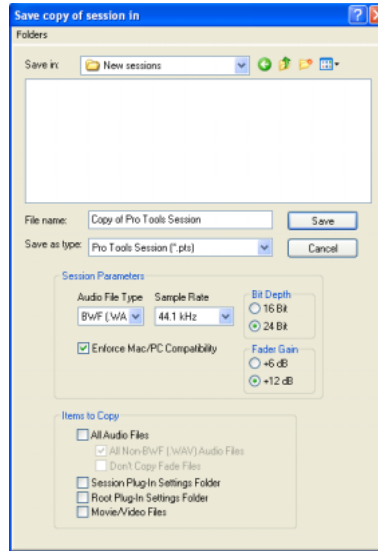 Save copy of session in
Folders
Save in: New sessions
File name: Copy of Pro Tools Session Save
Save as type: Pro Tools Session (*.pts) Cancel
Session Parameters
Audio File Type Sample Rate Bit Depth
BWF (.WA 44.1 kHz 16 Bit
24 Bit
Enforce Mac/PC Compatibility Fader Gain
+6 dB
+12 dB
Items to Copy
All Audio Files
All Non-BWF (.WAV) Audio Files
Don't Copy Fade Files
Session Plug-In Settings Folder
Root Plug-In Settings Folder
Movie/Video Files